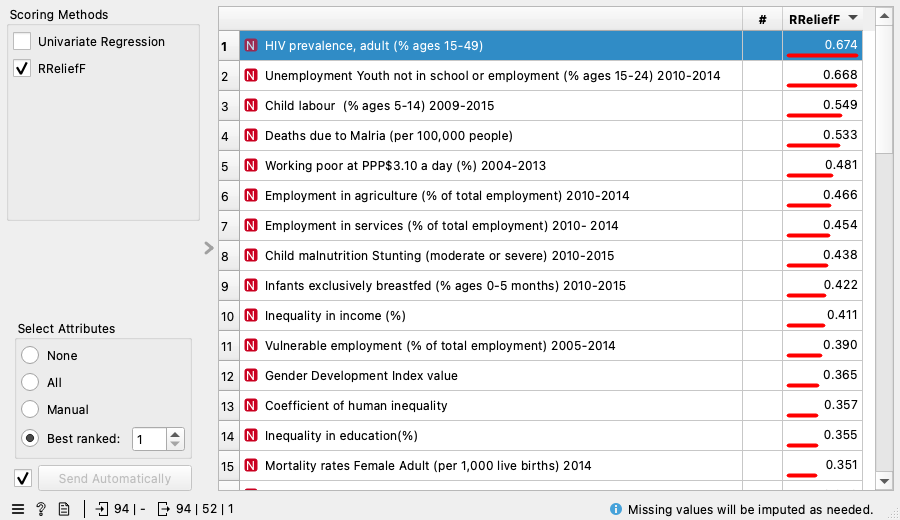 Scoring Methods
Univariate Regression
RReliefF
Select Attributes
None
All
Manual
Best ranked: 1
Send Automatically
# RReliefF
1 N HIV prevalence, adult (% ages 15-49) 0.674
2 N Unemployment Youth not in school or employment (% ages 15-24) 2010-2014 0.668
3 N Child labour (% ages 5-14) 2009-2015 0.549
4 N Deaths due to Malria (per 100,000 people) 0.533
5 N Working poor at PPP$3.10 a day (%) 2004-2013 0.481
6 N Employment in agriculture (% of total employment) 2010-2014 0.466
7 N Employment in services (% of total employment) 2010- 2014 0.454
8 N Child malnutrition Stunting (moderate or severe) 2010-2015 0.438
9 N Infants exclusively breastfed (% ages 0-5 months) 2010-2015 0.422
10 N Inequality in income (%) 0.411
11 N Vulnerable employment (% of total employment) 2005-2014 0.390
12 N Gender Development Index value 0.365
13 N Coefficient of human inequality 0.357
14 N Inequality in education(%) 0.355
15 N Mortality rates Female Adult (per 1,000 live births) 2014 0.351
? 94 | - 94 | 52 | 1 Missing values will be imputed as needed.